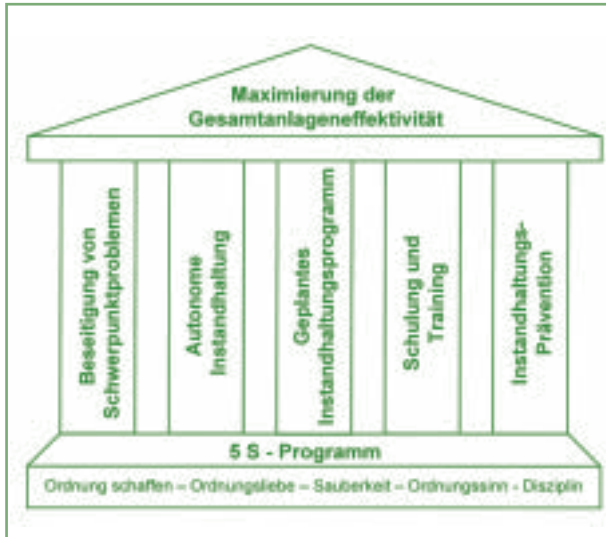 Maximierung der
Gesamtanlageneffektivität
Beseitigung von
Schwerpunktproblemen
Autonome
Instandhaltung
Geplantes
Instandhaltungsprogramm
Schulung und
Training
Instandhaltungs-
Prävention
5 S - Programm
Ordnung schaffen – Ordnungsliebe – Sauberkeit – Ordnungssinn - Disziplin